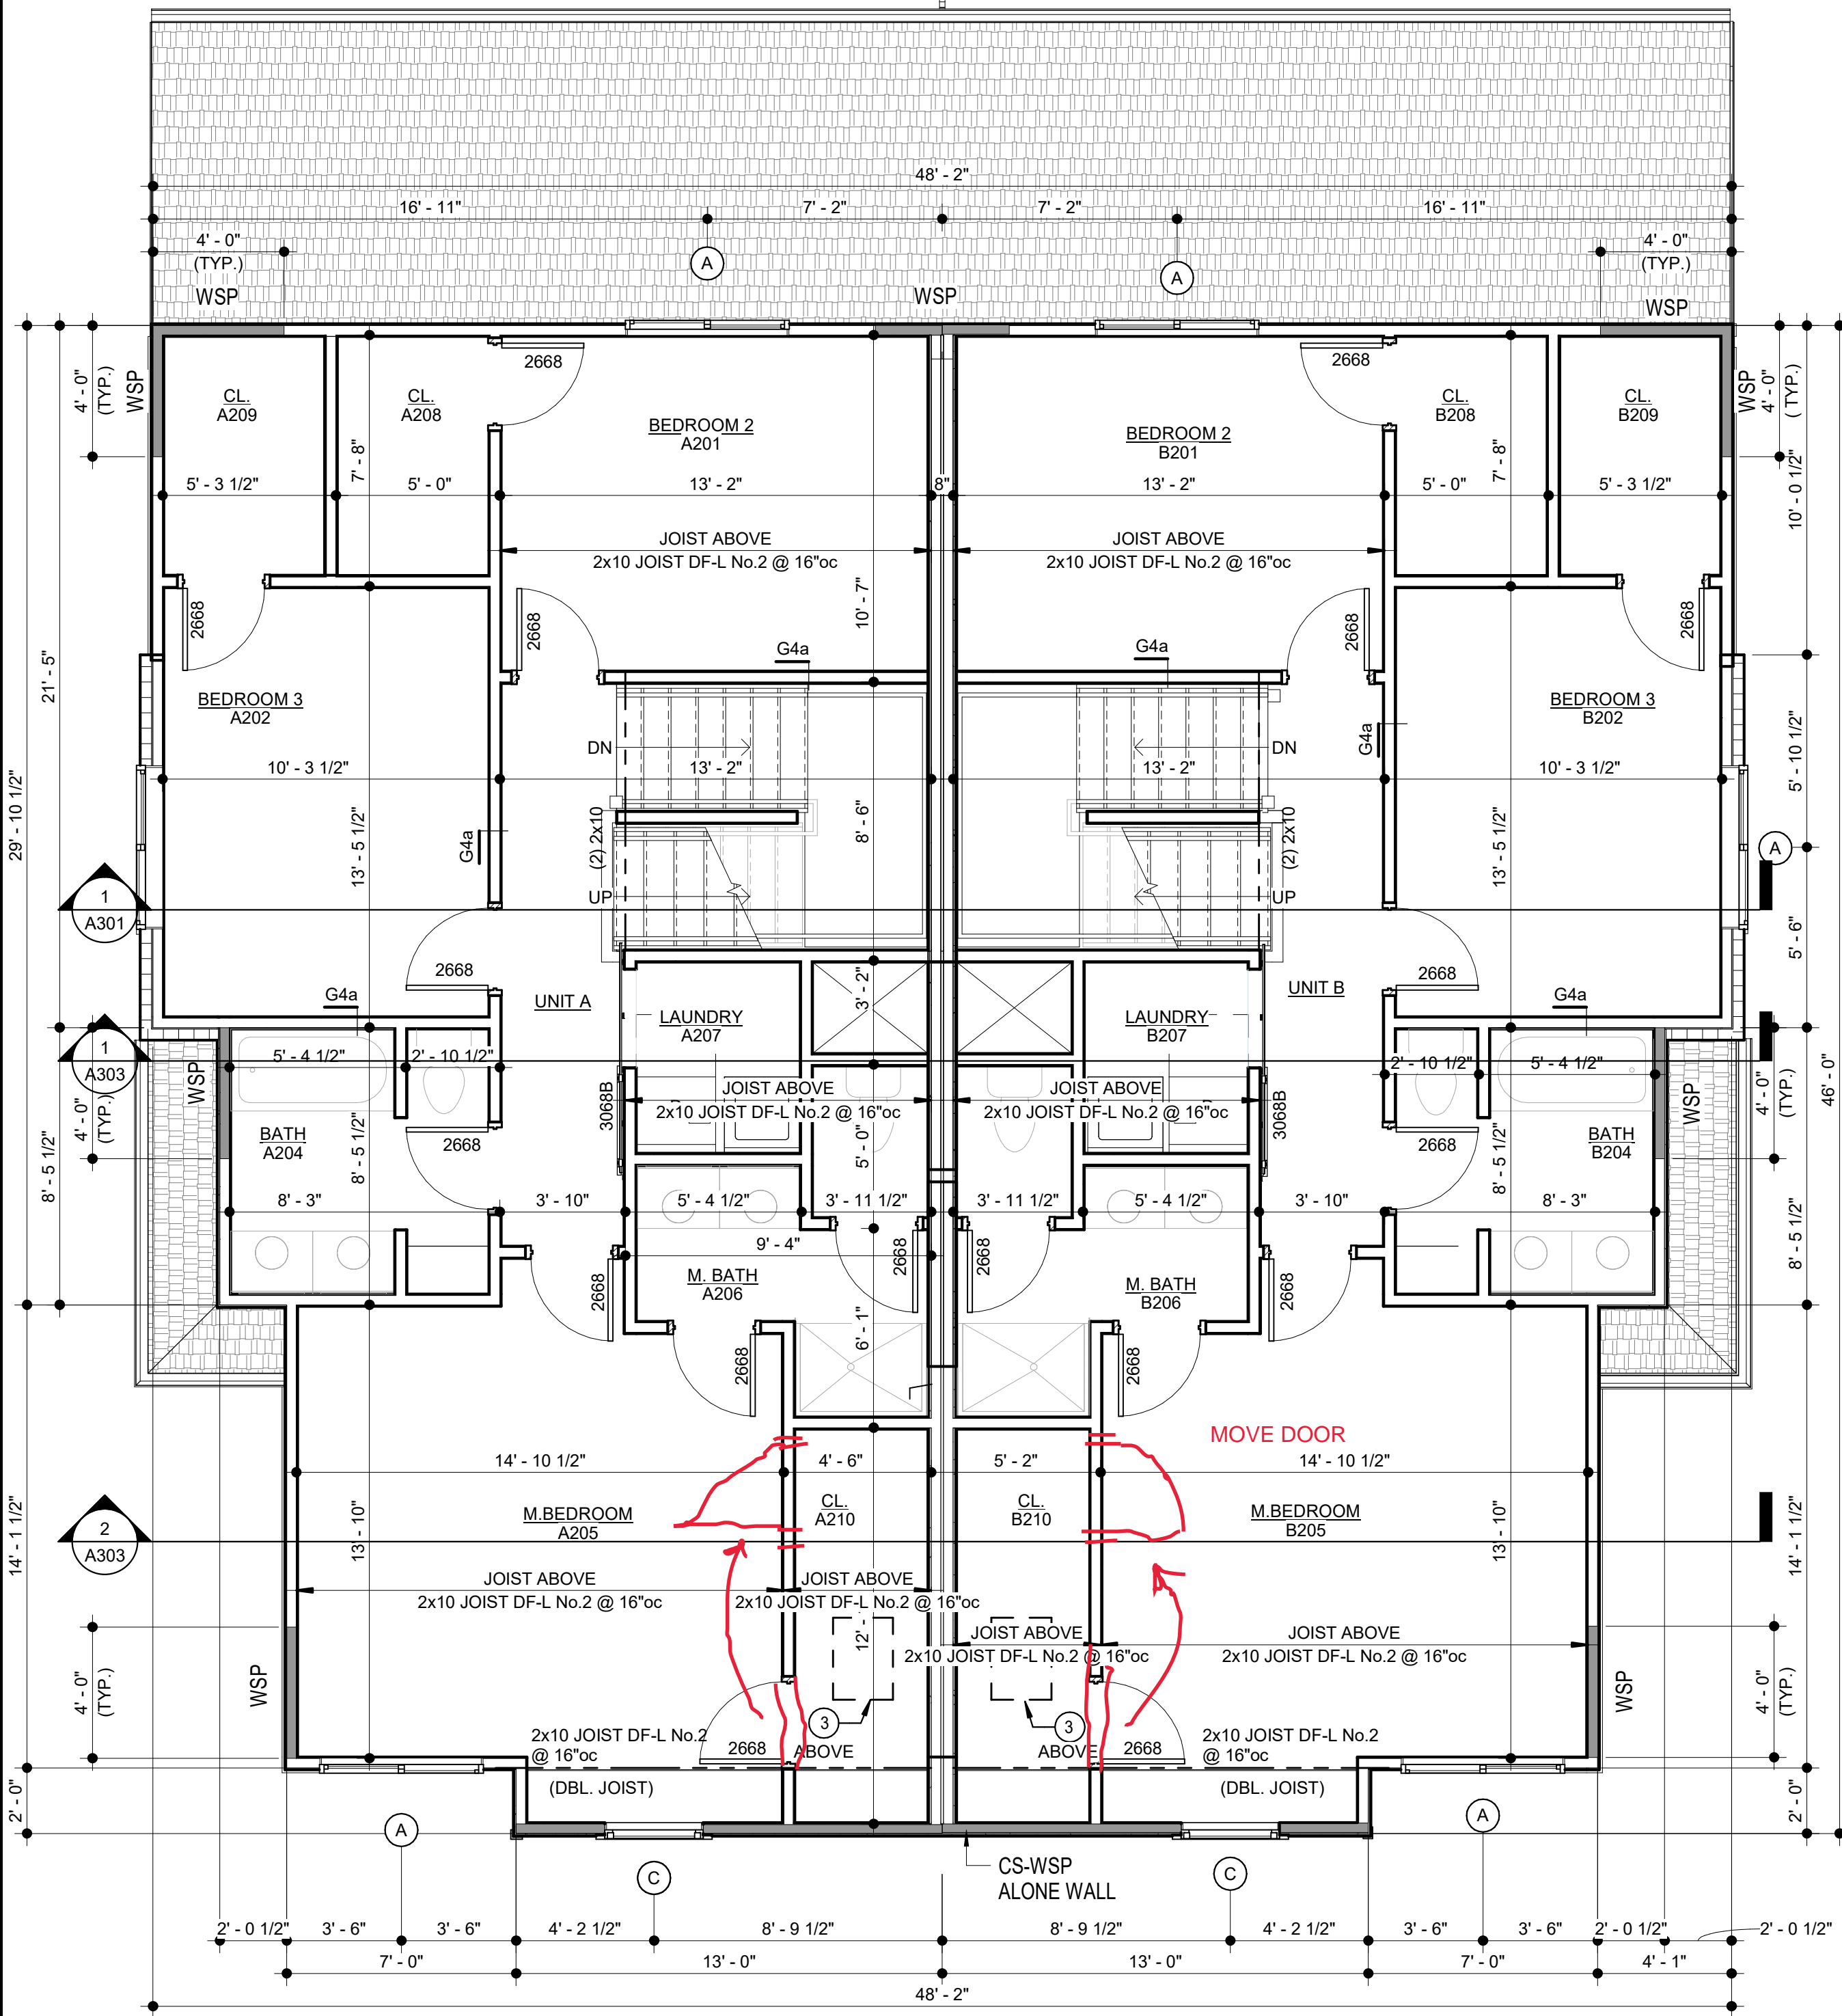 48' - 2"
16' - 11"
7' - 2"
7' - 2"
16' - 11"
4' - 0"
(TYP.)
4' - 0"
(TYP.)
A
A
WSP
WSP
WSP
2668
2668
4' - 0"
(TYP.)
WSP
WSP
4' - 0"
( TYP.)
CL.
A209
CL.
A208
BEDROOM 2
A201
BEDROOM 2
B201
CL.
B208
CL.
B209
7' - 8"
7' - 8"
10' - 0 1/2"
5' - 3 1/2"
5' - 0"
13' - 2"
8"
13' - 2"
5' - 0"
5' - 3 1/2"
JOIST ABOVE
2x10 JOIST DF-L No.2 @ 16"oc
JOIST ABOVE
2x10 JOIST DF-L No.2 @ 16"oc
10' - 7"
2668
2668
2668
2668
21' - 5"
G4a
G4a
BEDROOM 3
A202
BEDROOM 3
B202
DN
DN
G4a
5' - 10 1/2"
10' - 3 1/2"
13' - 2"
13' - 2"
10' - 3 1/2"
29' - 10 1/2"
13' - 5 1/2"
G4a
(2) 2x10
8' - 6"
(2) 2x10
13' - 5 1/2"
A
1
A301
UP
UP
5' - 6"
2668
2668
G4a
UNIT A
3' - 2"
UNIT B
G4a
LAUNDRY
A207
LAUNDRY
B207
1
A303
5' - 4 1/2"
2' - 10 1/2"
2' - 10 1/2"
5' - 4 1/2"
46' - 0"
WSP
4' - 0"
(TYP.)
3068B
JOIST ABOVE
2x10 JOIST DF-L No.2 @ 16"oc
JOIST ABOVE
2x10 JOIST DF-L No.2 @ 16"oc
3068B
WSP
4' - 0"
(TYP.)
BATH
A204
8' - 5 1/2"
2668
5' - 0"
2668
8' - 5 1/2"
BATH
B204
8' - 5 1/2"
8' - 3"
3' - 10"
5' - 4 1/2"
3' - 11 1/2"
3' - 11 1/2"
5' - 4 1/2"
3' - 10"
8' - 3"
8' - 5 1/2"
9' - 4"
2668
2668
M. BATH
A206
M. BATH
B206
2668
2668
6' - 1"
2668
2668
MOVE DOOR
14' - 10 1/2"
4' - 6"
5' - 2"
14' - 10 1/2"
M.BEDROOM
A205
CL.
A210
CL.
B210
M.BEDROOM
B205
2
A303
14' - 1 1/2"
13' - 10"
13' - 10"
14' - 1 1/2"
JOIST ABOVE
2x10 JOIST DF-L No.2 @ 16"oc
JOIST ABOVE
2x10 JOIST DF-L No.2 @ 16"oc
12' -
JOIST ABOVE
2x10 JOIST DF-L No.2 @ 16"oc
JOIST ABOVE
2x10 JOIST DF-L No.2 @ 16"oc
4' - 0"
(TYP.)
WSP
WSP
4' - 0"
(TYP.)
2x10 JOIST DF-L No.2
@ 16"oc
2668
3
ABOVE
3
ABOVE
2668
2x10 JOIST DF-L No.2
@ 16"oc
(DBL. JOIST)
(DBL. JOIST)
2' - 0"
2' - 0"
A
C
CS-WSP
ALONE WALL
C
A
2' - 0 1/2"
3' - 6"
3' - 6"
4' - 2 1/2"
8' - 9 1/2"
8' - 9 1/2"
4' - 2 1/2"
3' - 6"
3' - 6"
2' - 0 1/2"
2' - 0 1/2"
7' - 0"
13' - 0"
13' - 0"
7' - 0"
4' - 1"
48' - 2"